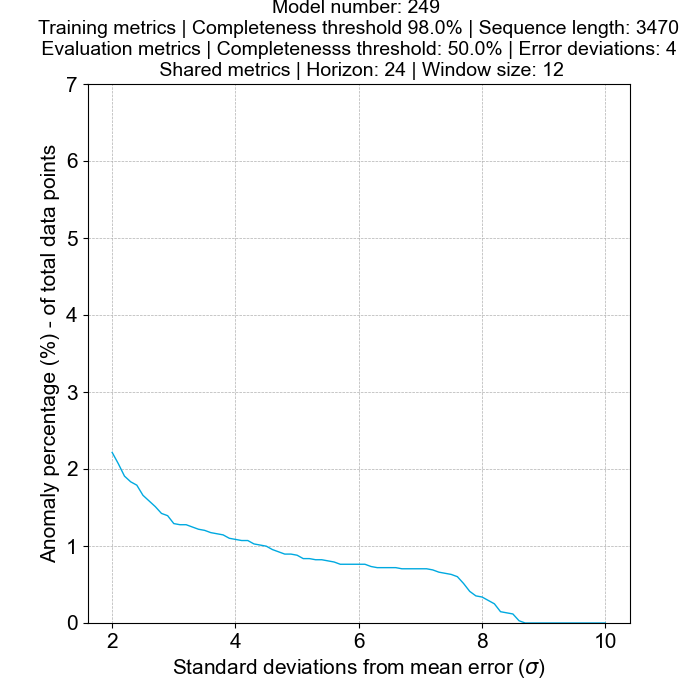 Model number: 249
Training metrics | Completeness threshold 98.0% | Sequence length: 3470
Evaluation metrics | Completenesss threshold: 50.0% | Error deviations: 4
Shared metrics | Horizon: 24 | Window size: 12
Anomaly percentage (%) - of total data points
7
6
5
4
3
2
1
0
2 4 6 8 10
Standard deviations from mean error (σ)